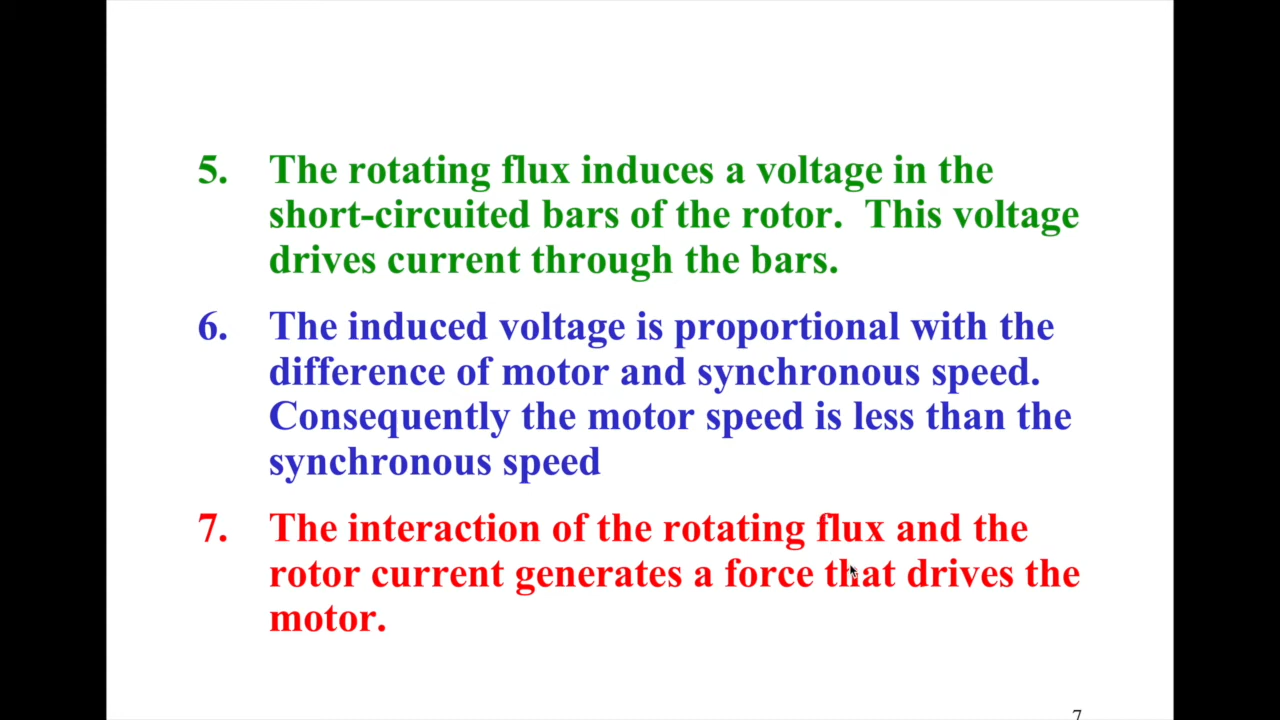 5. The rotating flux induces a voltage in the
short-circuited bars of the rotor. This voltage
drives current through the bars.
6. The induced voltage is proportional with the
difference of motor and synchronous speed.
Consequently the motor speed is less than the
synchronous speed
7. The interaction of the rotating flux and the
rotor current generates a force that drives the
motor.
7